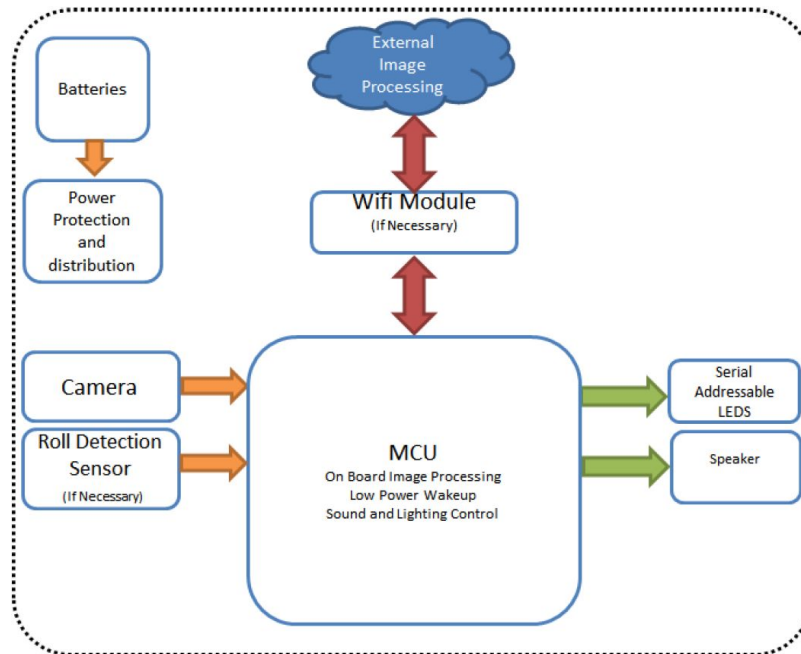 Batteries
Power
Protection
and
distribution
External
Image
Processing
Wifi Module
(If Necessary)
Camera
Roll Detection
Sensor
(If Necessary)
MCU
On Board Image Processing
Low Power Wakeup
Sound and Lighting Control
Serial
Addressable
LEDS
Speaker